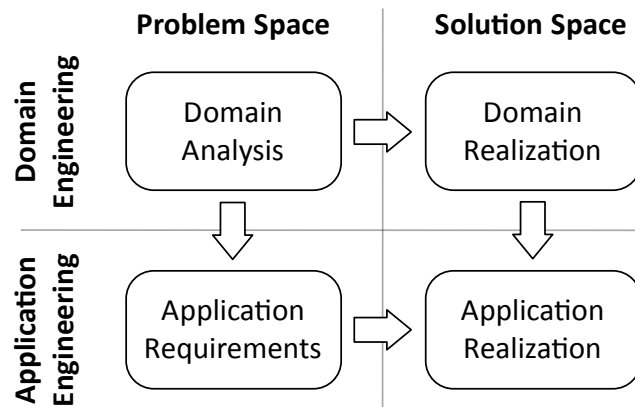 Problem Space
Solution Space
Domain
Engineering
Domain
Analysis
Domain
Realization
Application
Engineering
Application
Requirements
Application
Realization